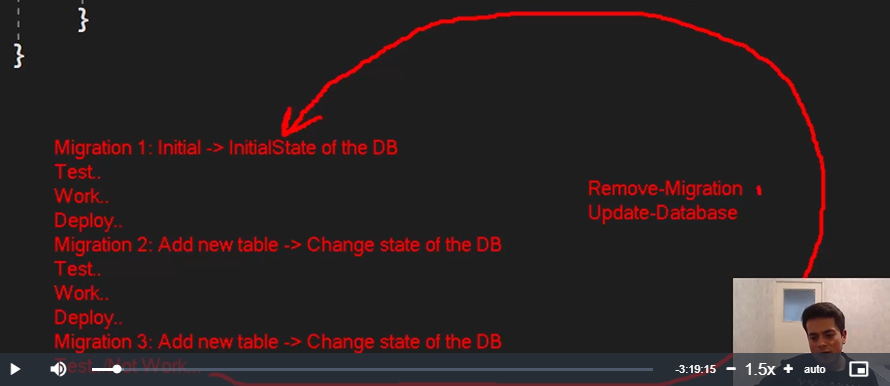 }
}
Migration 1: Initial -> InitialState of the DB
Test..
Work..
Deploy..
Migration 2: Add new table -> Change state of the DB
Test..
Work..
Deploy..
Migration 3: Add new table -> Change state of the DB
Test../Not Work...
Remove-Migration
Update-Database
-3:19:15
1.5x
auto